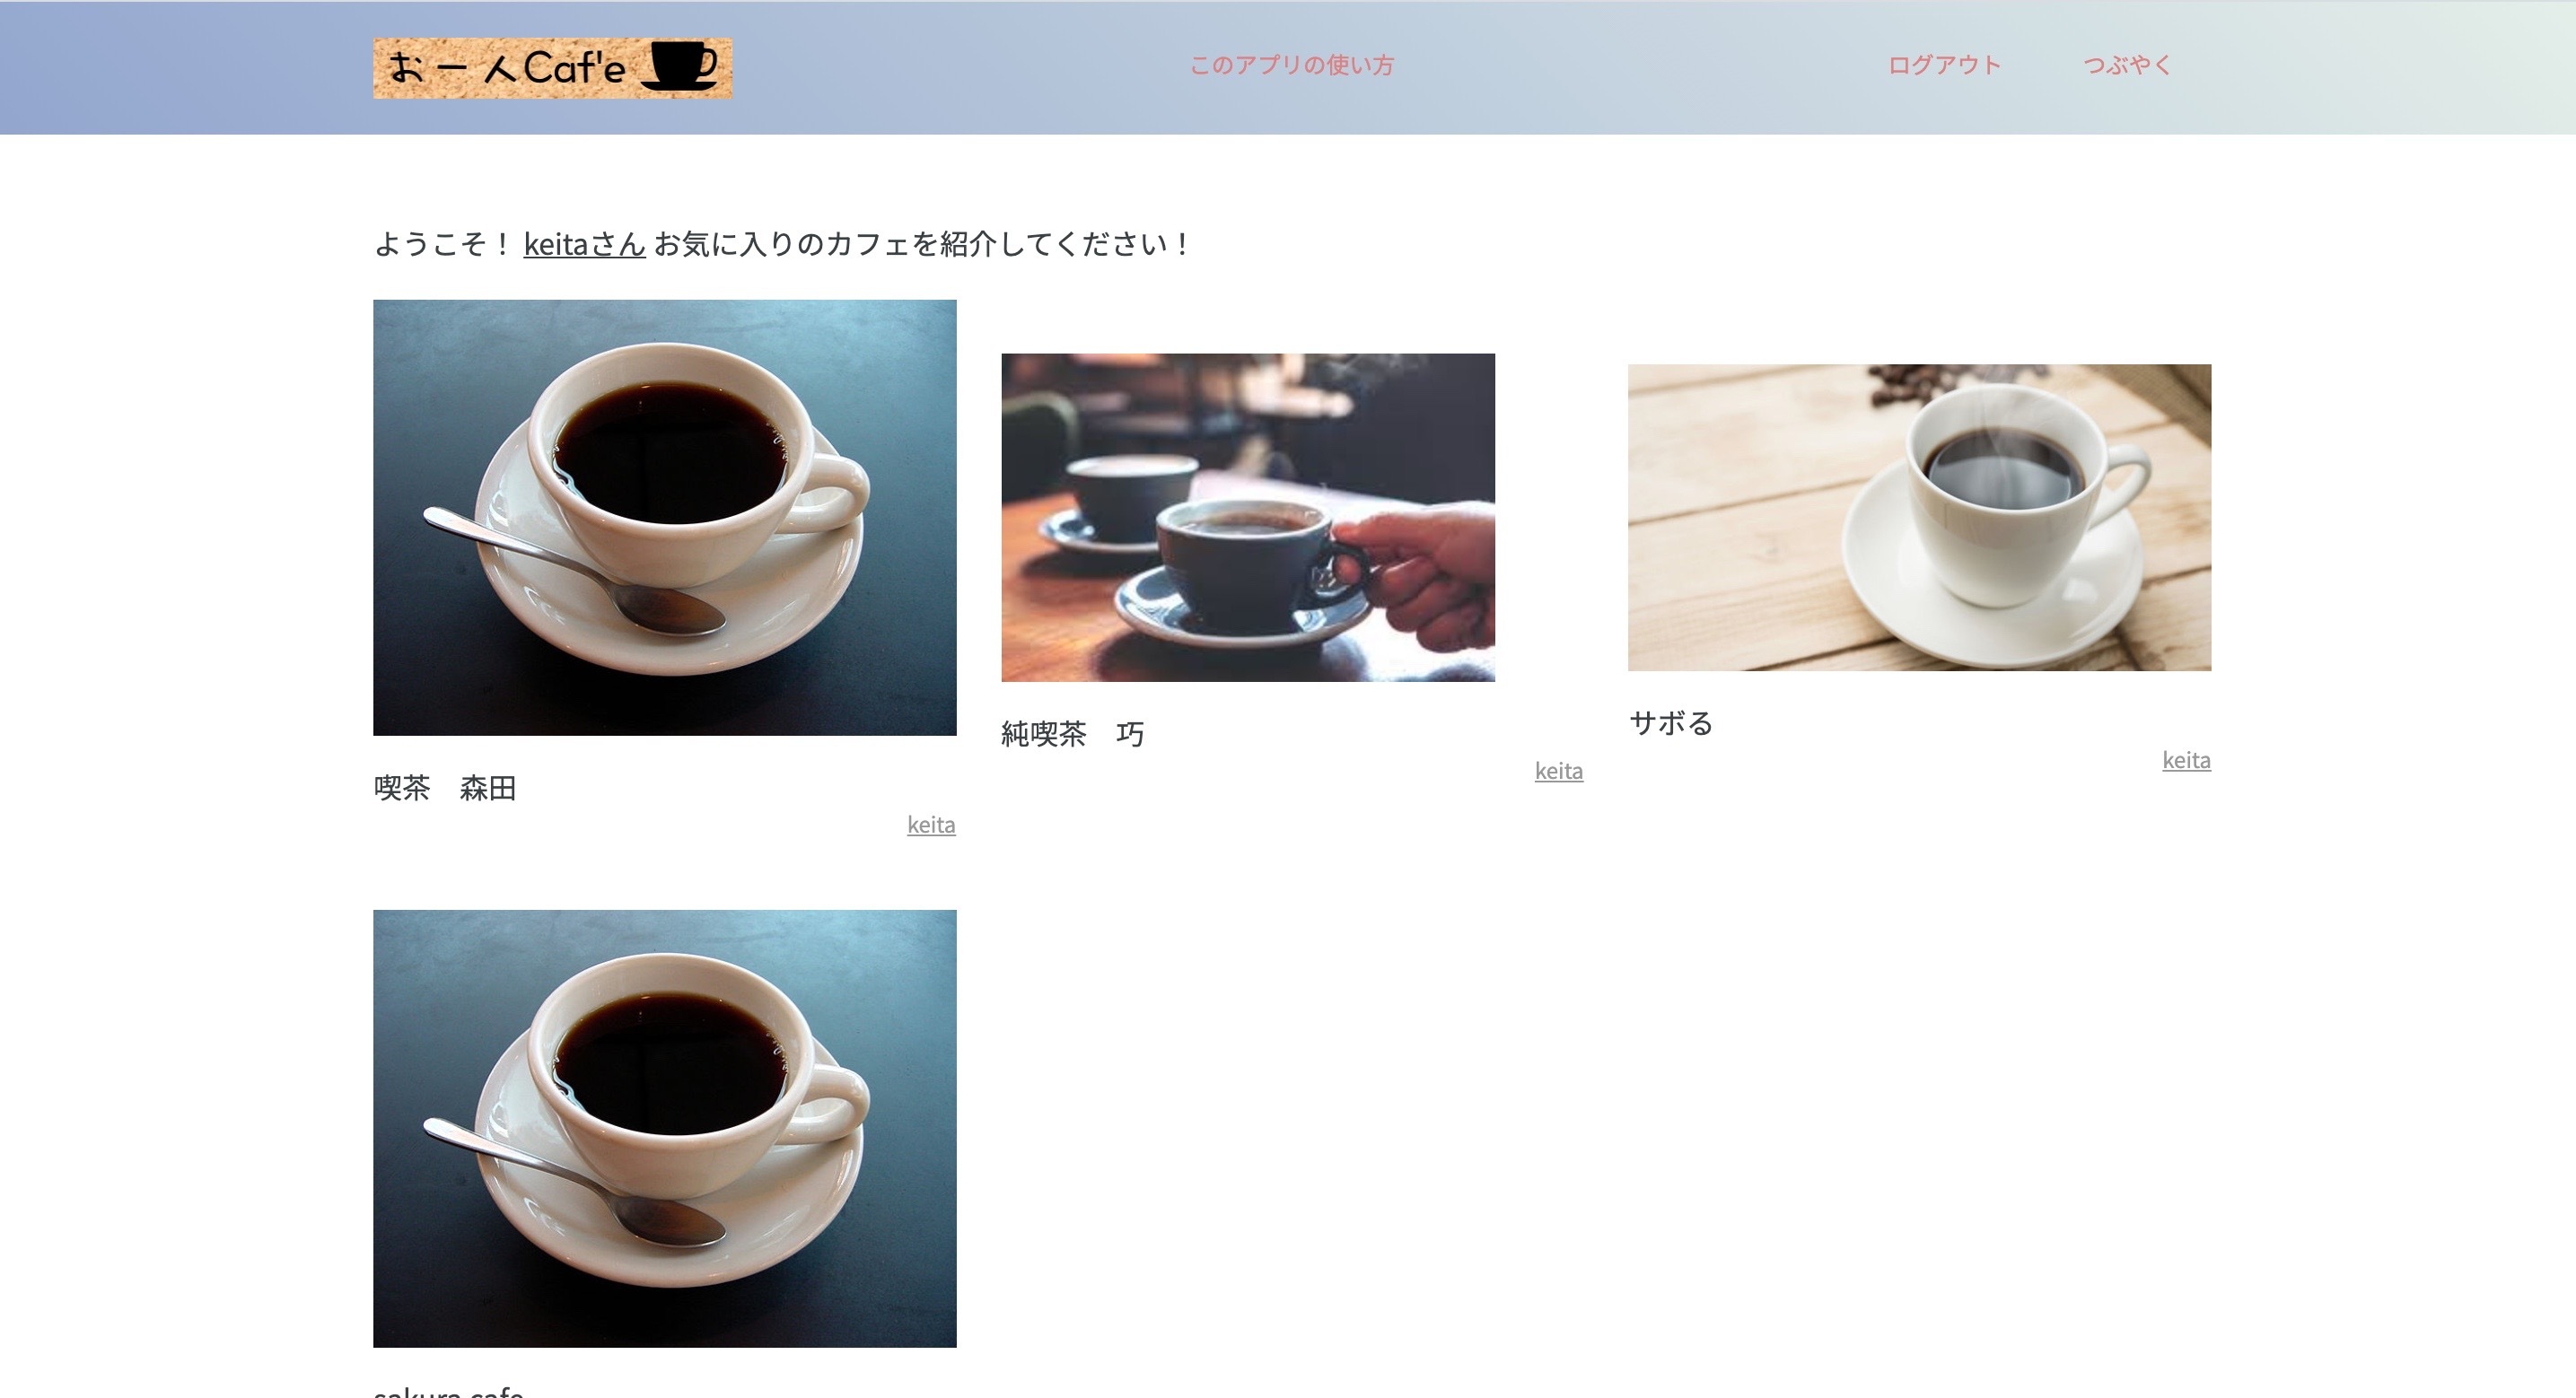 お一人Caf'e
このアプリの使い方
ログアウト
つぶやく
ようこそ！ keitaさん お気に入りのカフェを紹介してください！
喫茶　森田
keita
純喫茶　巧
keita
サボる
keita
sakura cafe